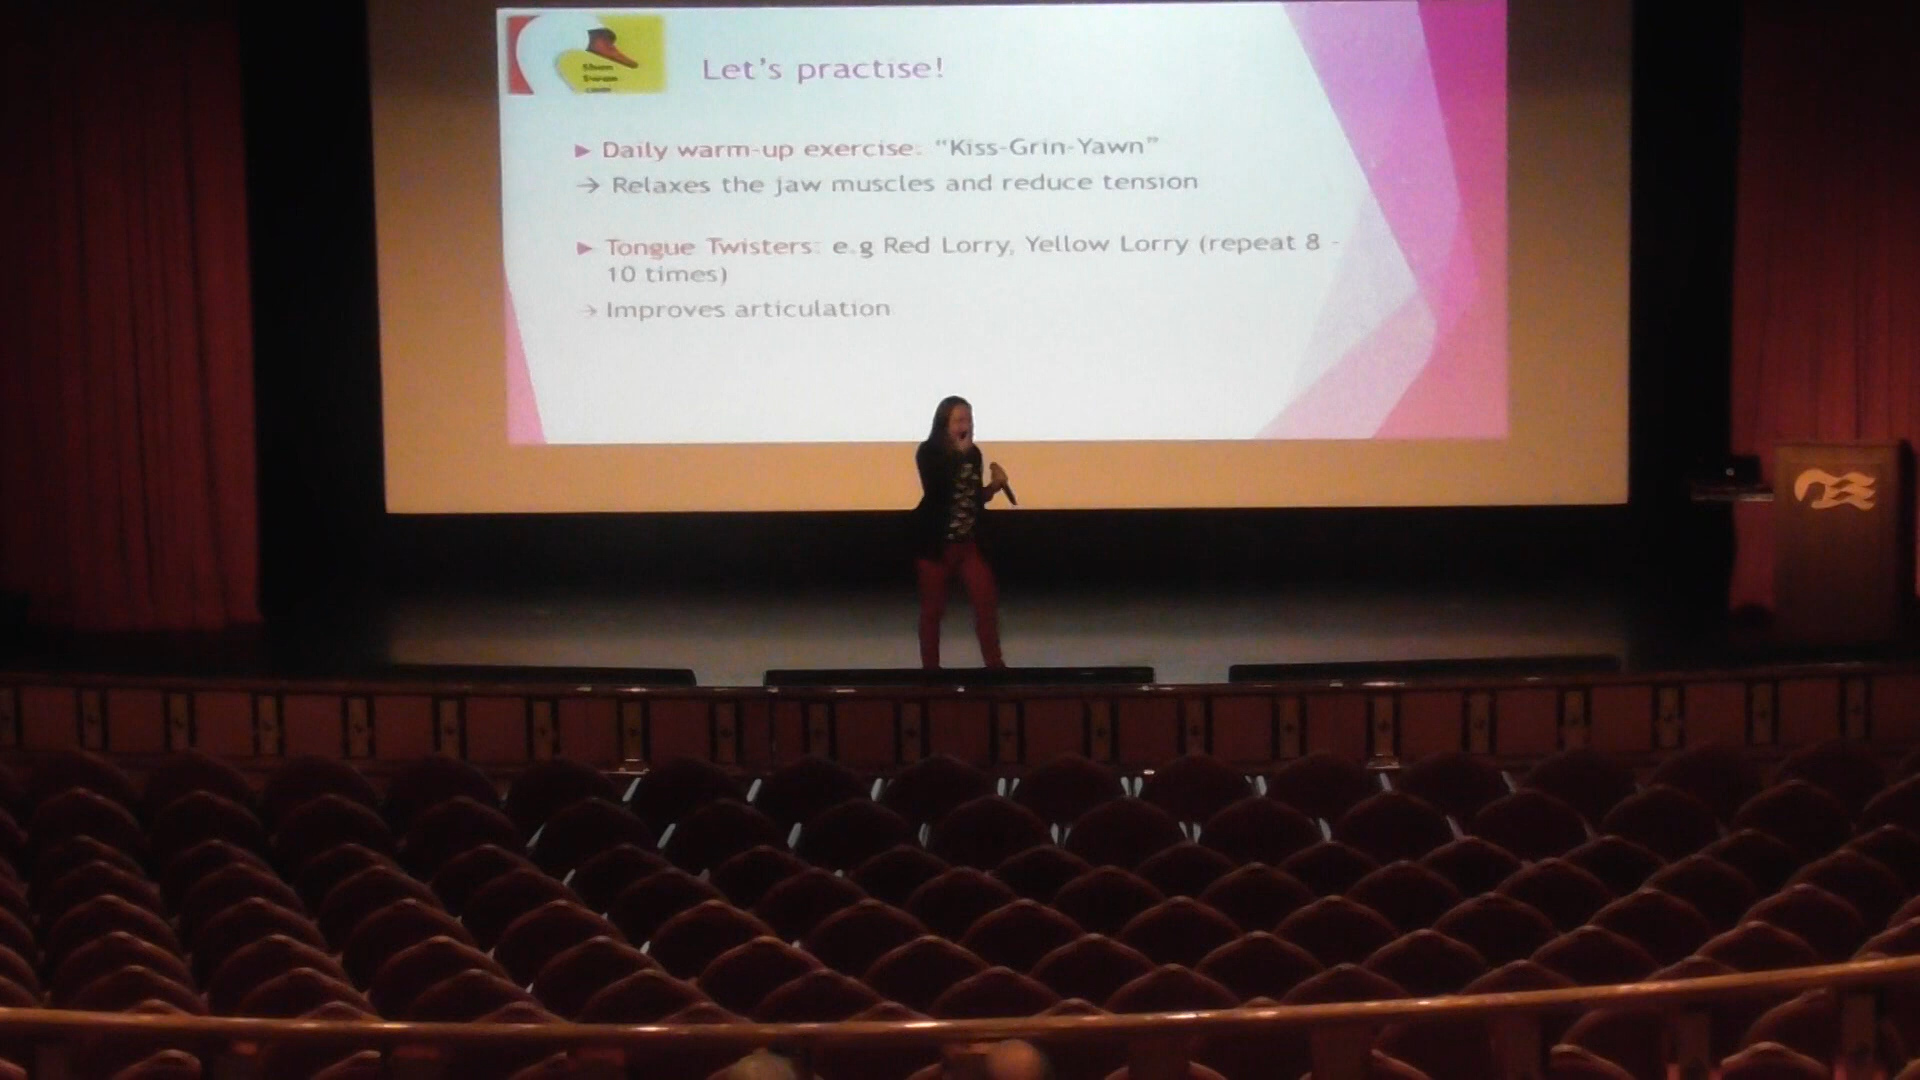 Let's practise!
► Daily warm-up exercise: "Kiss-Grin-Yawn"
→ Relaxes the jaw muscles and reduce tension
► Tongue Twisters: e.g Red Lorry, Yellow Lorry (repeat 8 -
10 times)
→ Improves articulation